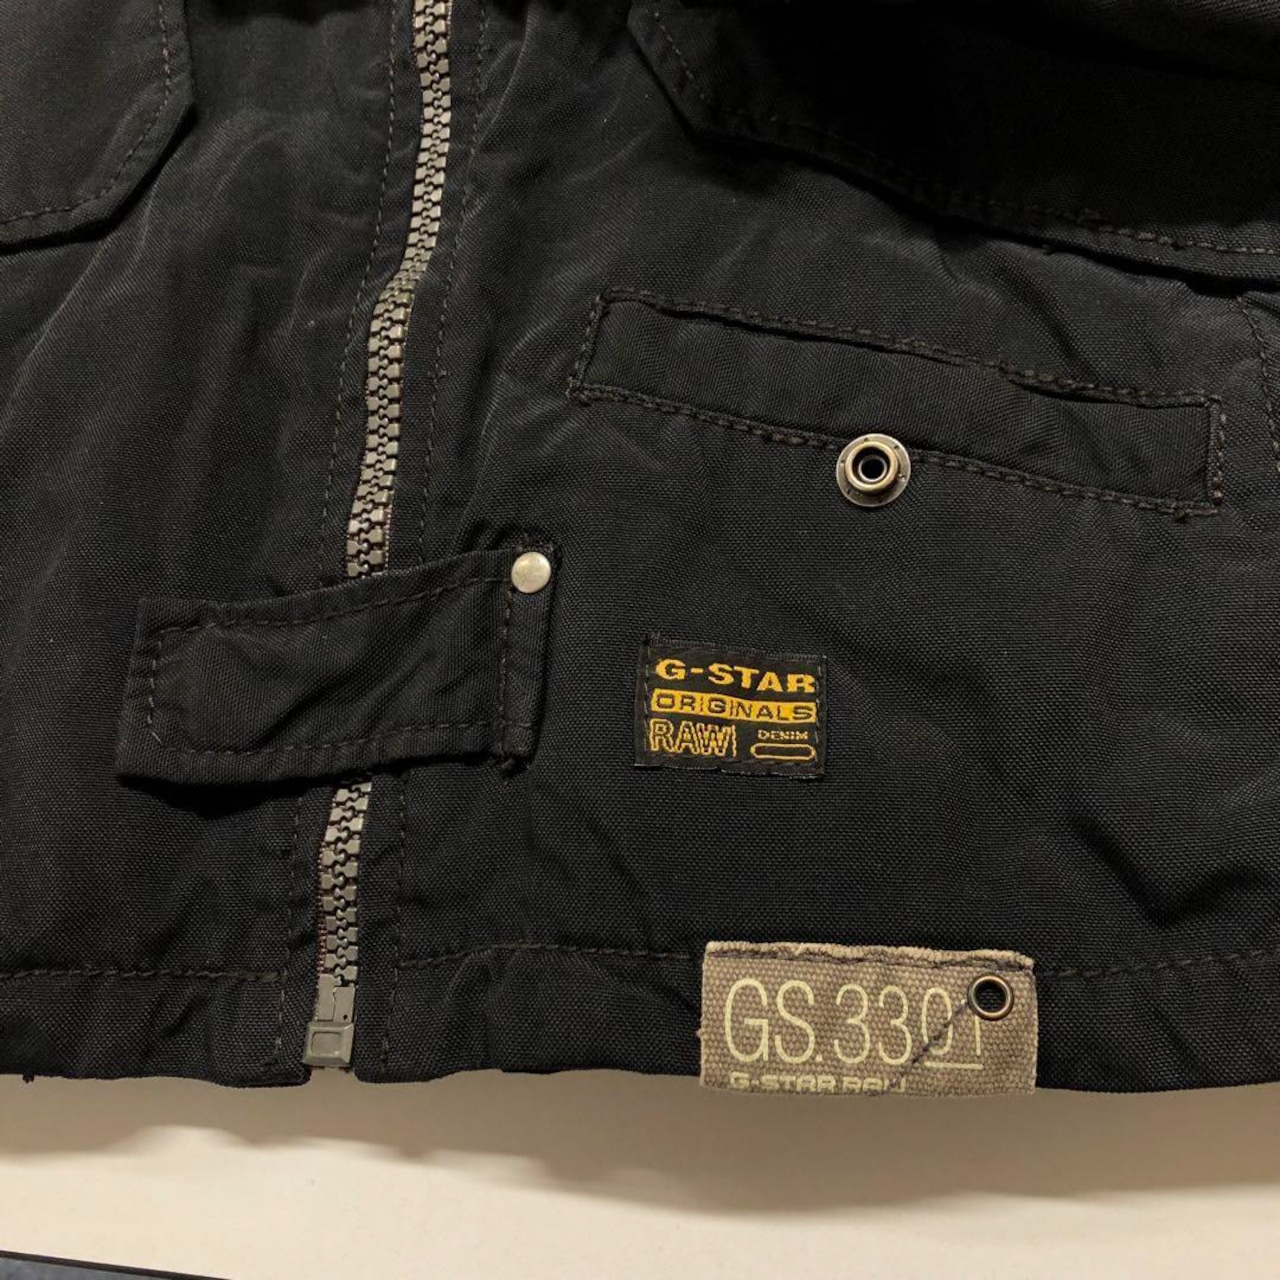 G-STAR
ORIGINALS
RAW DENIM
GS.3301
G-STAR RAW